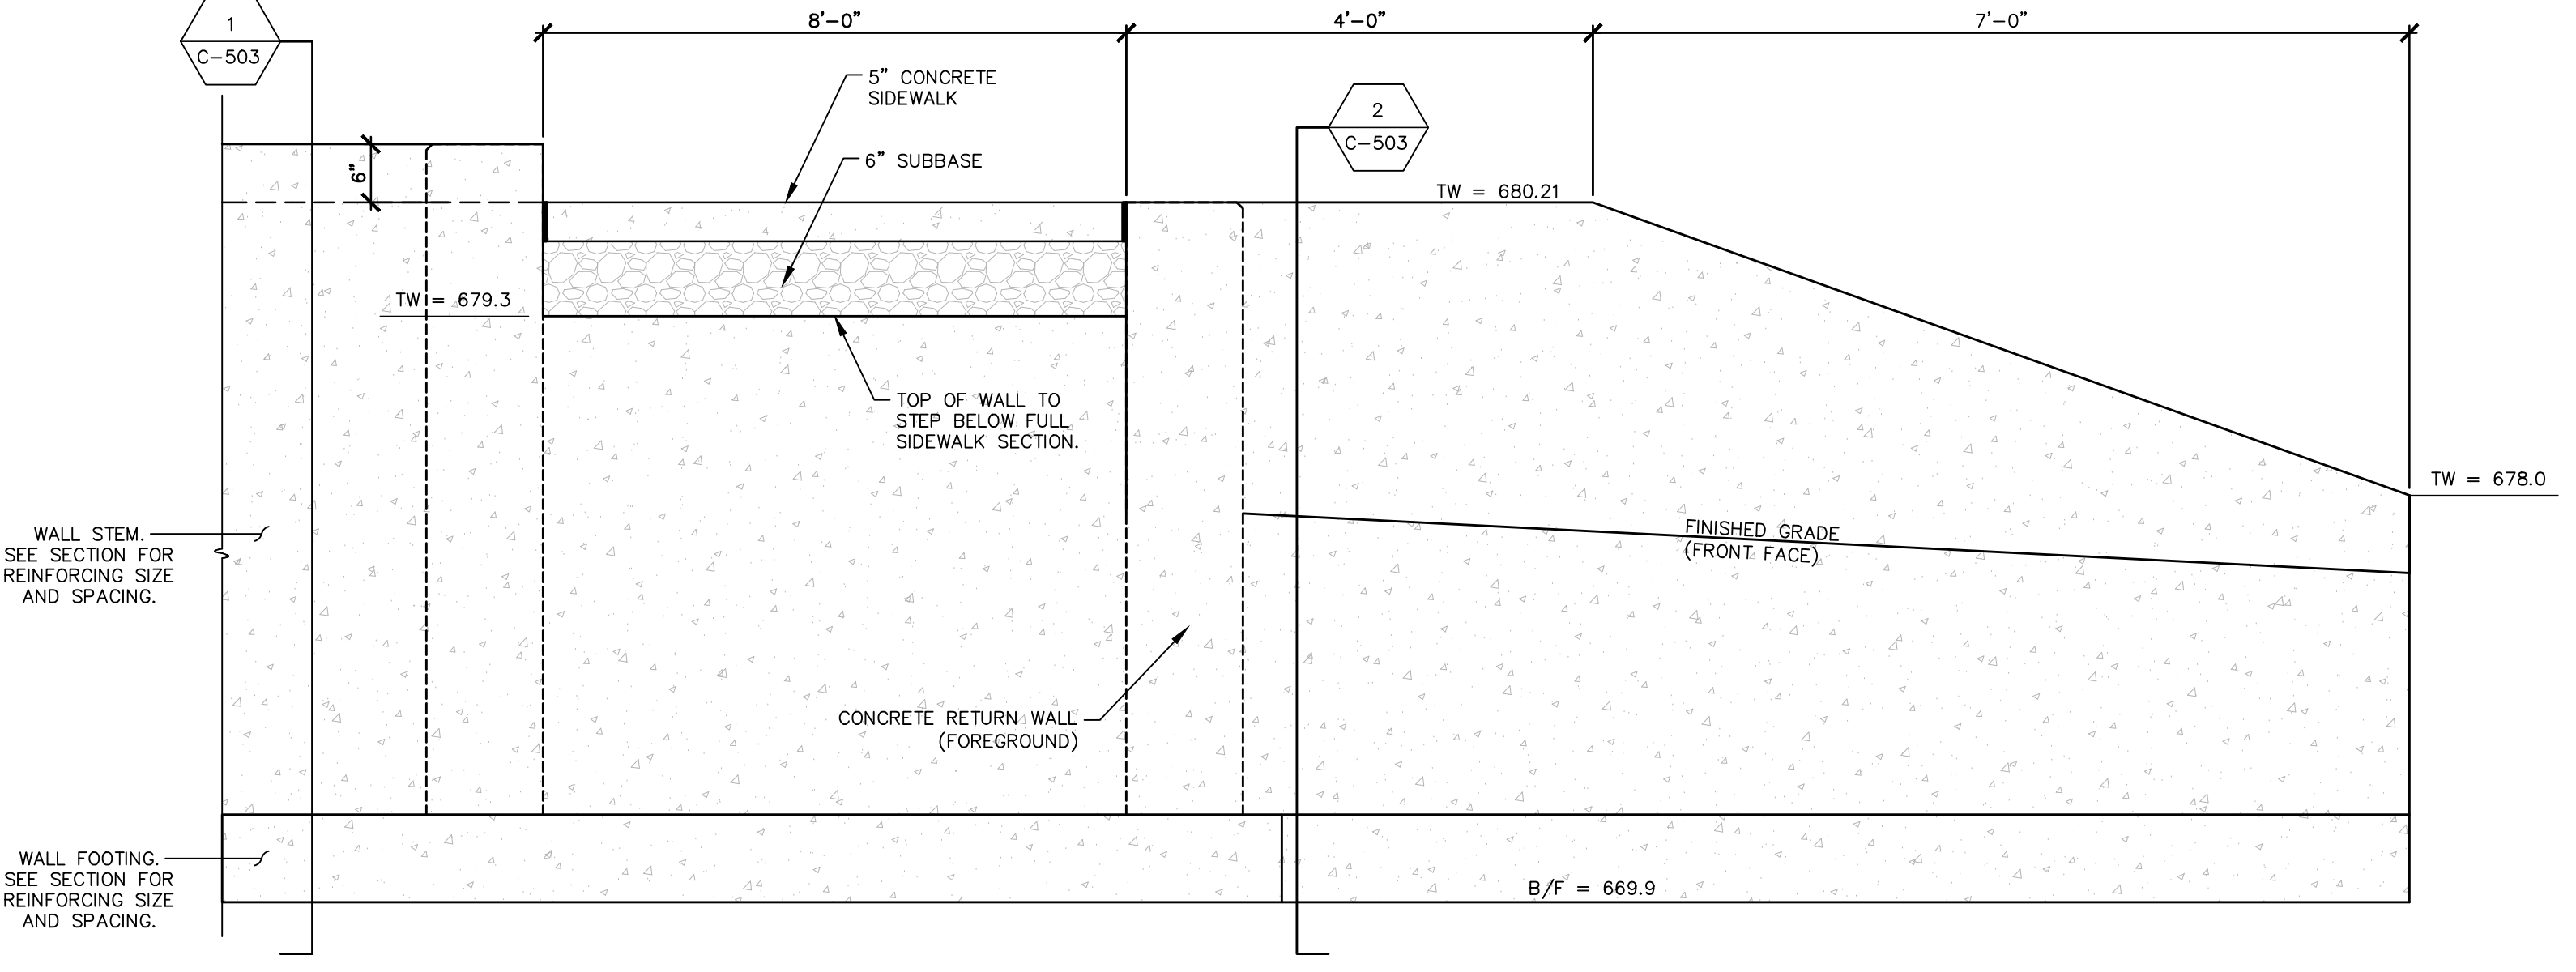 8'-0"
4'-0"
7'-0"
1
C-503
5" CONCRETE
SIDEWALK
2
C-503
6" SUBBASE
6"
TW = 680.21
TW = 679.3
TOP OF WALL TO
STEP BELOW FULL
SIDEWALK SECTION.
TW = 678.0
WALL STEM.
SEE SECTION FOR
REINFORCING SIZE
AND SPACING.
FINISHED GRADE
(FRONT FACE)
CONCRETE RETURN WALL
(FOREGROUND)
WALL FOOTING.
SEE SECTION FOR
REINFORCING SIZE
AND SPACING.
B/F = 669.9